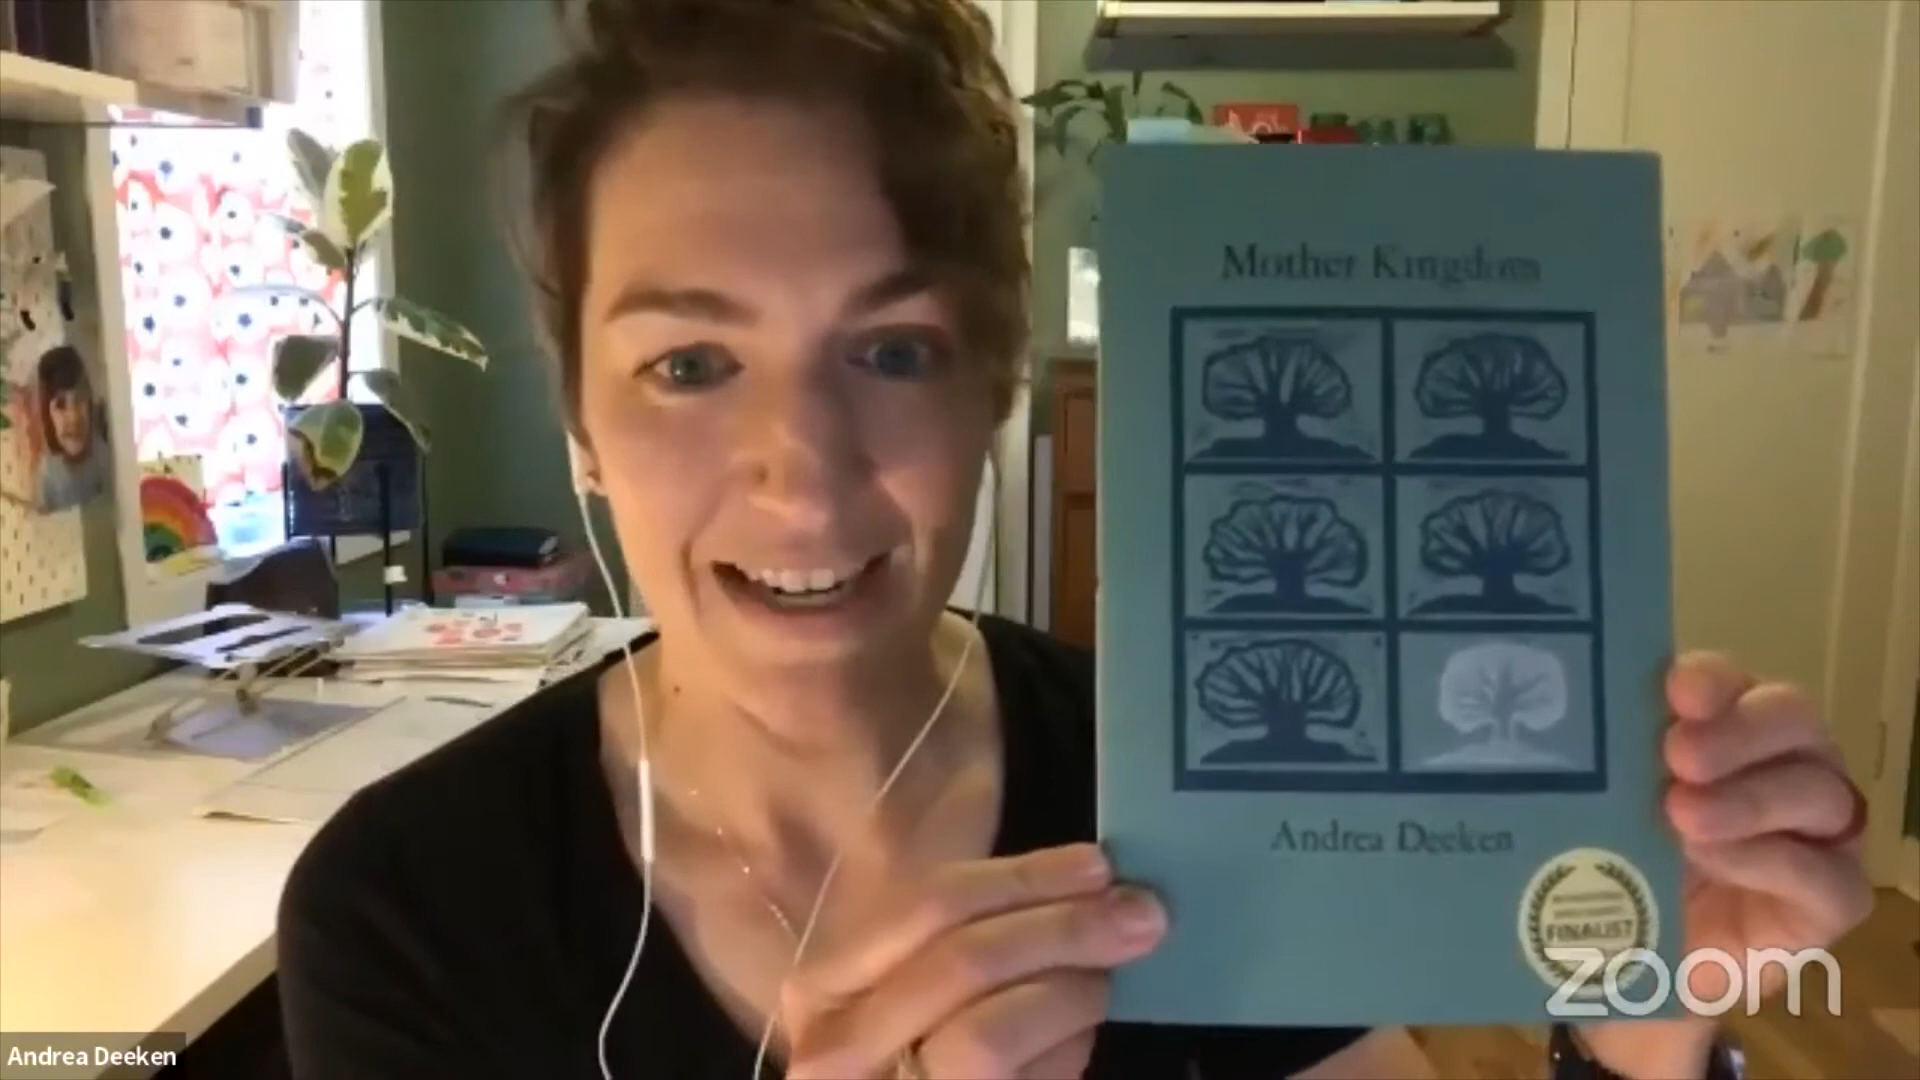 Mother Kingdom
Andrea Deeken
FINALIST
zoom
Andrea Deeken